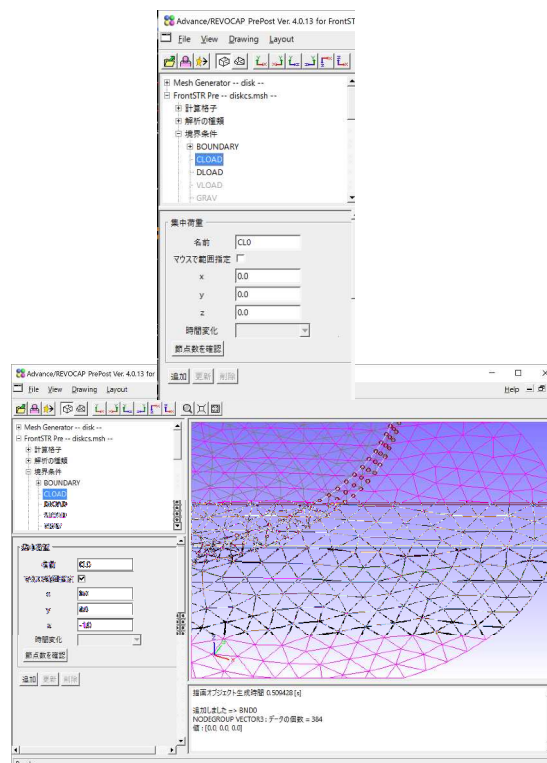 Advance/REVOCAP PrePost Ver. 4.0.13 for FrontST
File View Drawing Layout
Mesh Generator -- disk --
FrontSTR Pre -- diskcs.msh --
計算格子
解析の種類
境界条件
BOUNDARY
CLOAD
DLOAD
VLOAD
GRAV
集中荷重
名前 CL0
マウスで範囲指定
x 0.0
y 0.0
z 0.0
時間変化
節点数を確認
追加 更新 削除
Advance/REVOCAP PrePost Ver. 4.0.13 for
File View Drawing Layout Help
Mesh Generator -- disk --
FrontSTR Pre -- diskcs.msh --
計算格子
解析の種類
境界条件
BOUNDARY
CLOAD
名前
y
時間変化
節点数を確認
追加 更新 削除
描画オブジェクト生成時間 0.509428 [s]
追加しました => BND0
NODEGROUP VECTOR3 : データの個数 = 384
値 : [0.0, 0.0, 0.0]